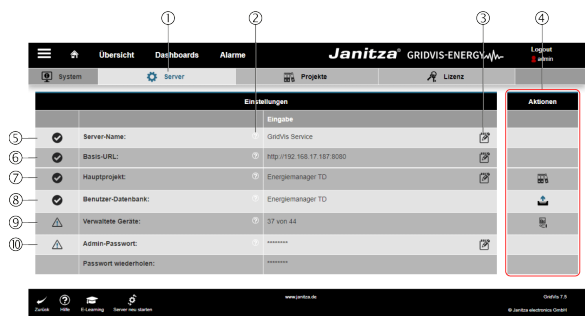 ① ② ③ ④
Übersicht Dashboards Alarme Janitza® GRIDVIS-ENERGY Logout
admin
System Server Projekte Lizenz
Einstellungen Aktionen
Eingabe
⑤ Server-Name: ? GridVis Service
⑥ Basis-URL: ? http://192.168.17.187:8080
⑦ Hauptprojekt: ? Energiemanager TD
⑧ Benutzer-Datenbank: ? Energiemanager TD
⑨ Verwaltete Geräte: ? 37 von 44
⑩ Admin-Passwort: ? ********
Passwort wiederholen: ********
www.janitza.de GridVis 7.5
Zurück Hilfe E-Learning Server neu starten © Janitza electronics GmbH